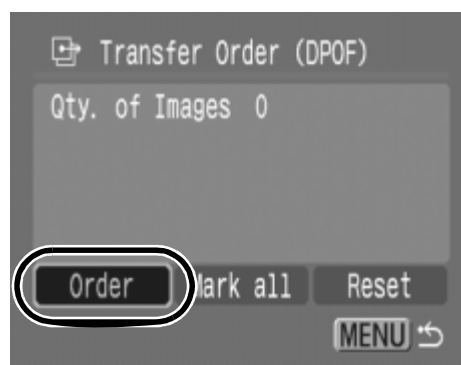 Transfer Order (DPOF)
Qty. of Images 0
Order Mark all Reset
MENU